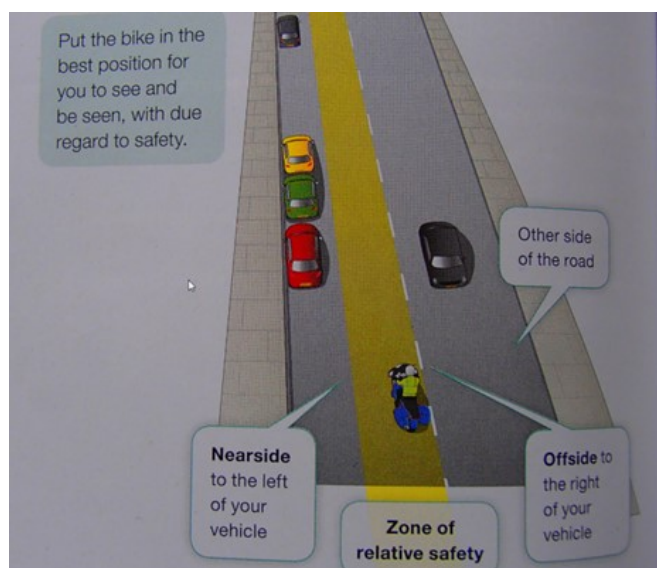 Put the bike in the
best position for
you to see and
be seen, with due
regard to safety.
Other side
of the road
Nearside
to the left
of your
vehicle
Offside to
the right
of your
vehicle
Zone of
relative safety